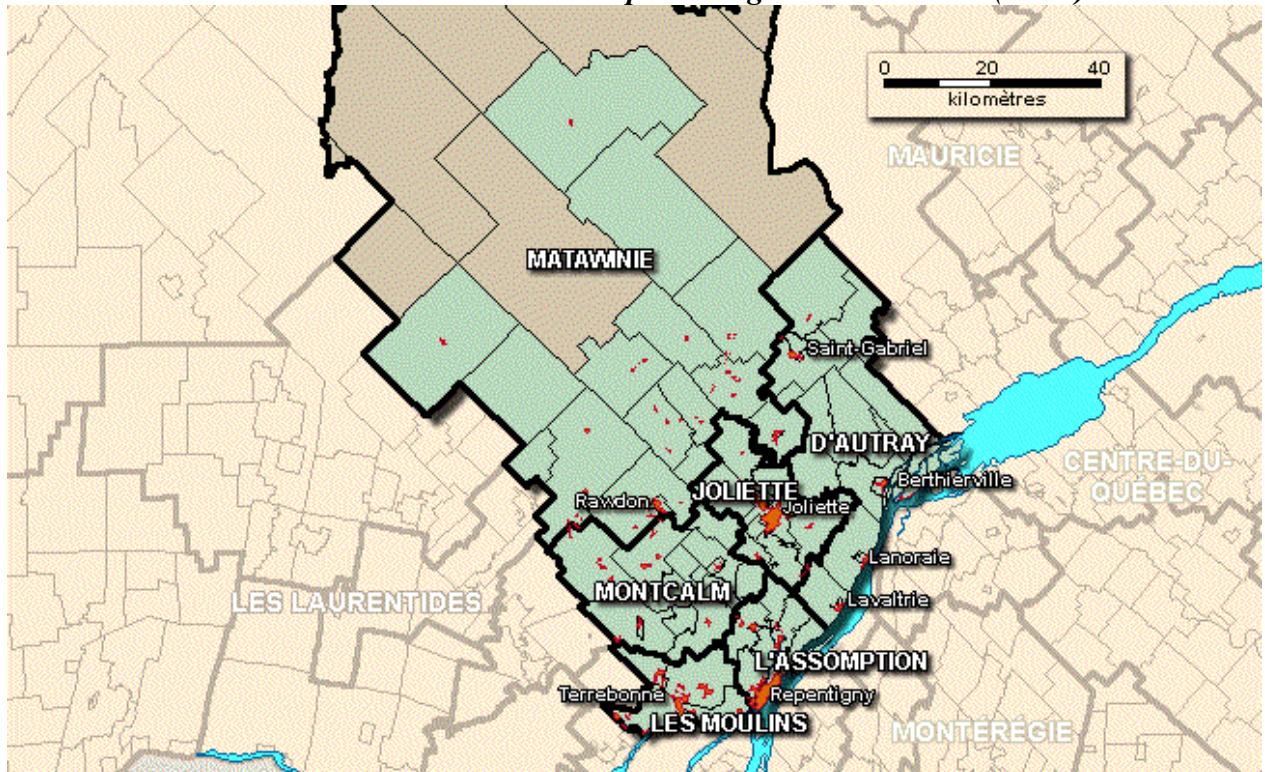 0 20 40
kilomètres
MAURICIE
MATAWINIE
Saint-Gabriel
D'AUTRAY
CENTRE-DU-
QUÉBEC
Berthierville
JOLIETTE
Rawdon
Joliette
Lanoraie
MONTCALM
LES LAURENTIDES
Lavaltrie
L'ASSOMPTION
Terrebonne
Repentigny
LES MOULINS
MONTÉRÉGIE